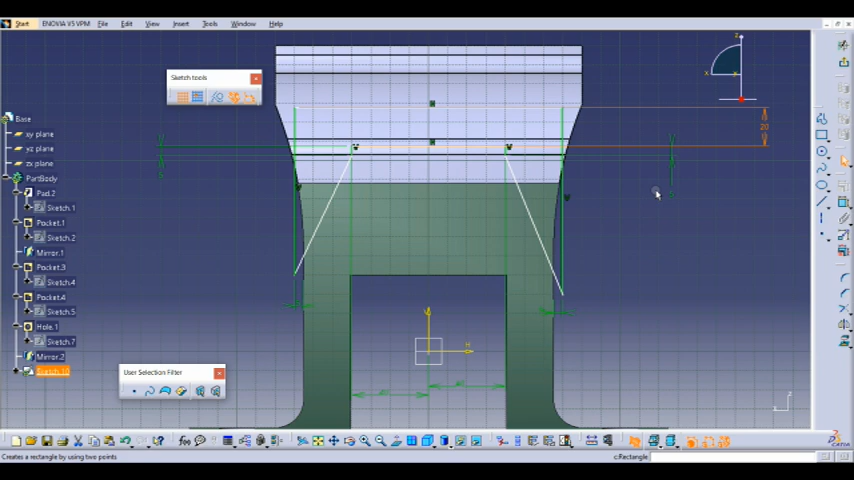 Start ENOVIA V5 VPM File Edit View Insert Tools Window Help
Sketch tools
z
x
y
20
Base
xy plane
yz plane
zx plane
PartBody
Pad.2
Sketch.1
Pocket.1
Sketch.2
Mirror.1
Pocket.3
Sketch.4
Pocket.4
Sketch.5
Hole.1
Sketch.7
Mirror.2
Sketch.10
V
H
User Selection Filter
Creates a rectangle by using two points
c:Rectangle